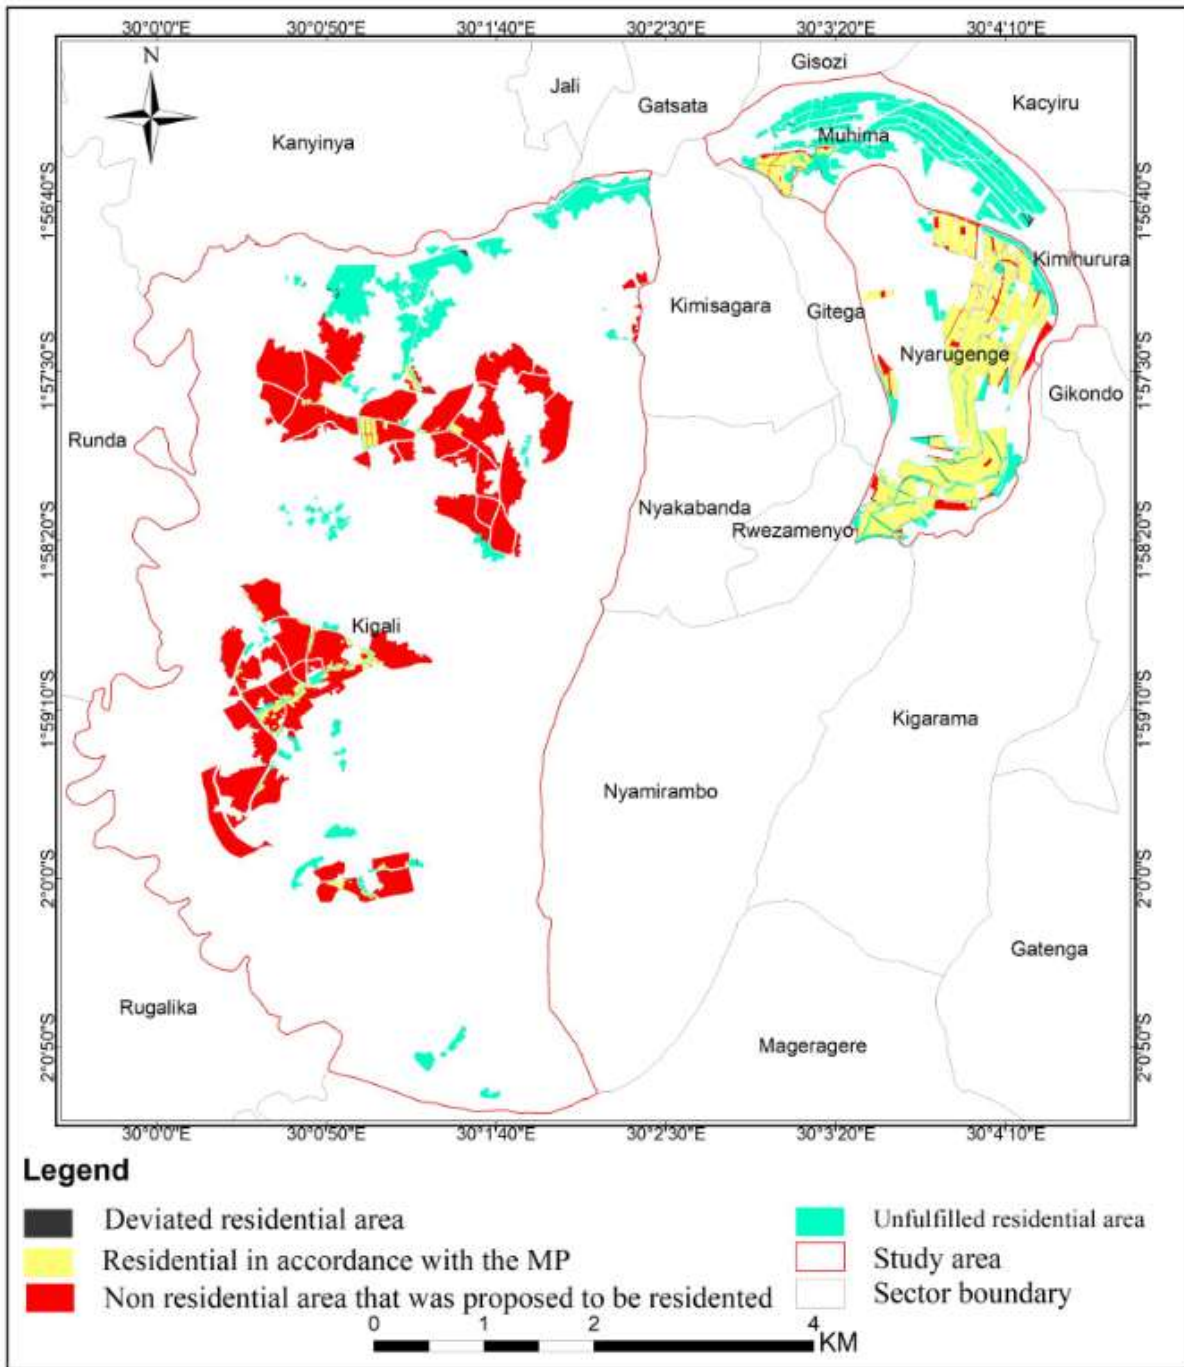 30°0'0"E 30°0'50"E 30°1'40"E 30°2'30"E 30°3'20"E 30°4'10"E
N
Gisozi
Jali
Gatsata
Kacyiru
Kanyinya
Muhima
1°56'40"S 1°56'40"S
Kimihurura
Kimisagara
Gitega
Nyarugenge
1°57'30"S 1°57'30"S
Gikondo
Runda
Nyakabanda
Rwezamenyo
1°58'20"S 1°58'20"S
Kigali
1°59'10"S 1°59'10"S
Kigarama
Nyamirambo
2°0'0"S 2°0'0"S
Gatenga
Rugalika
Mageragere
2°0'50"S 2°0'50"S
30°0'0"E 30°0'50"E 30°1'40"E 30°2'30"E 30°3'20"E 30°4'10"E
Legend
Deviated residential area
Residential in accordance with the MP
Non residential area that was proposed to be residented
Unfulfilled residential area
Study area
Sector boundary
0 1 2 4
KM